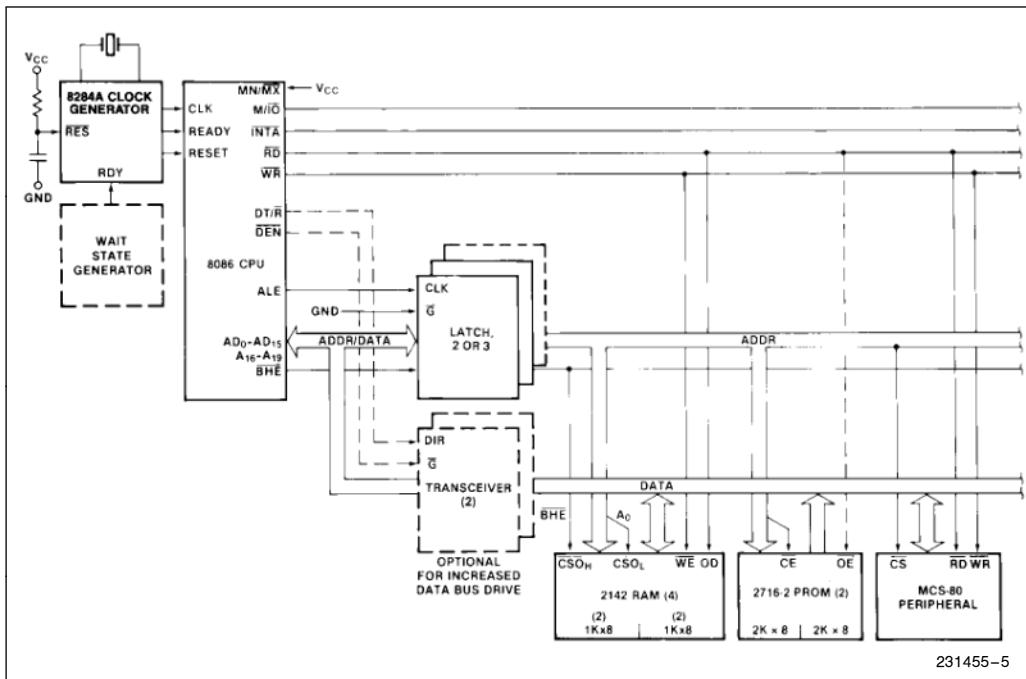 VCC
8284A CLOCK
GENERATOR
RES
RDY
GND
WAIT
STATE
GENERATOR
CLK
READY
RESET
MN/MX
VCC
M/IO
INTA
RD
WR
DT/R
DEN
8086 CPU
ALE
AD0-AD15
A16-A19
BHE
GND
ADDR/DATA
CLK
G
LATCH,
2 OR 3
ADDR
DIR
G
TRANSCEIVER
(2)
OPTIONAL
FOR INCREASED
DATA BUS DRIVE
DATA
BHE
A0
CSOH
CSOL
WE
OD
2142 RAM (4)
(2)
1K×8
(2)
1K×8
CE
OE
2716-2 PROM (2)
2K × 8
2K × 8
CS
RD
WR
MCS-80
PERIPHERAL
231455-5